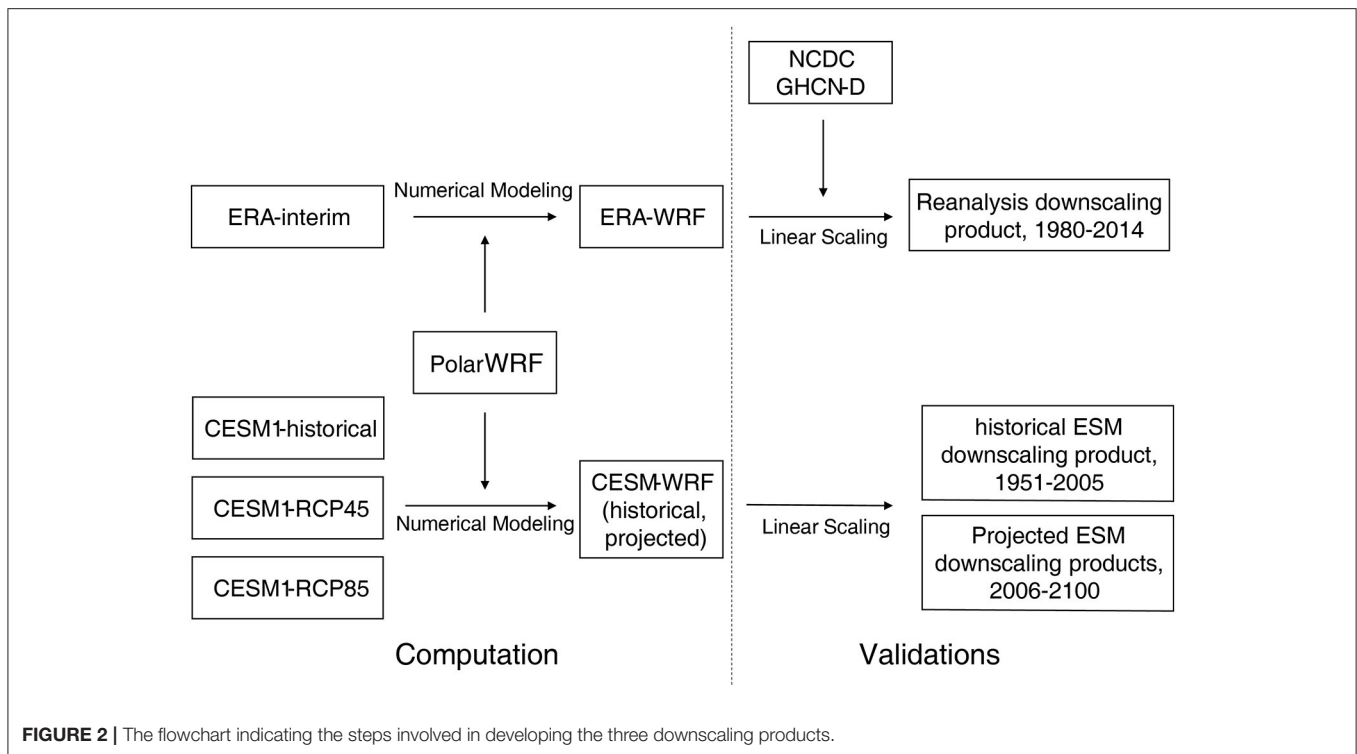 NCDC
GHCN-D
ERA-interim
Numerical Modeling
ERA-WRF
Linear Scaling
Reanalysis downscaling
product, 1980-2014
PolarWRF
CESM1-historical
CESM1-RCP45
CESM1-RCP85
Numerical Modeling
CESM-WRF
(historical,
projected)
Linear Scaling
historical ESM
downscaling product,
1951-2005
Projected ESM
downscaling products,
2006-2100
Computation
Validations
FIGURE 2 | The flowchart indicating the steps involved in developing the three downscaling products.